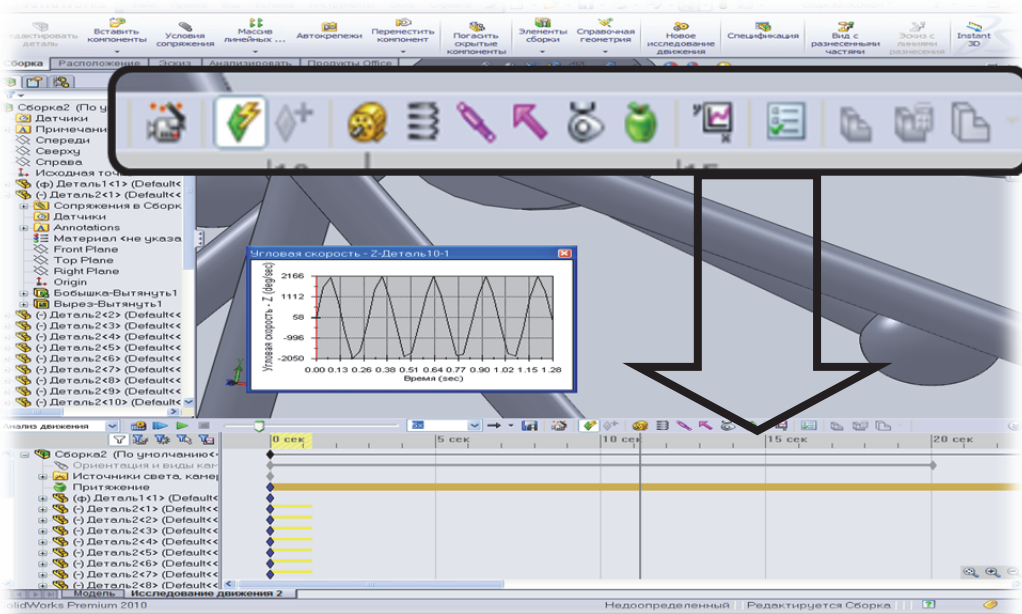 Вставить компоненты
Условия сопряжения
Массив линейных ...
Автокрепежи
Переместить компонент
Погасить скрытые компоненты
Элементы сборки
Справочная геометрия
Новое исследование движения
Спецификация
Вид с разнесенными частями
Эскиз с линиями разнесения
Instant 3D
Сборка Расположение Эскиз Анализировать Продукты Office
Сборка2 (По у
Датчики
Примечани
Спереди
Сверху
Справа
Исходная точ
(ф) Деталь1<1> (Default<
(-) Деталь2<1> (Default<<
Сопряжения в Сборк
Датчики
Annotations
Материал <не указа
Front Plane
Top Plane
Right Plane
Origin
Бобышка-Вытянуть1
Вырез-Вытянуть1
(-) Деталь2<2> (Default<<
(-) Деталь2<3> (Default<<
(-) Деталь2<4> (Default<<
(-) Деталь2<5> (Default<<
(-) Деталь2<6> (Default<<
(-) Деталь2<7> (Default<<
(-) Деталь2<8> (Default<<
(-) Деталь2<9> (Default<<
(-) Деталь2<10> (Default<
Угловая скорость - Z-Деталь10-1
Угловая скорость - Z (deg/sec)
2166
1112
58
-996
-2050
0.00 0.13 0.26 0.38 0.51 0.64 0.77 0.90 1.02 1.15 1.28
Время (sec)
Анализ движения
0 сек 5 сек 10 сек 15 сек 20 сек
Сборка2 (По умолчанию<
Ориентация и виды кам
Источники света, камер
Притяжение
(ф) Деталь1<1> (Default<
(-) Деталь2<1> (Default<<
(-) Деталь2<2> (Default<<
(-) Деталь2<3> (Default<<
(-) Деталь2<4> (Default<<
(-) Деталь2<5> (Default<<
(-) Деталь2<6> (Default<<
(-) Деталь2<7> (Default<<
(-) Деталь2<8> (Default<<
Модель Исследование движения 2
SolidWorks Premium 2010 Недоопределенный Редактируется Сборка